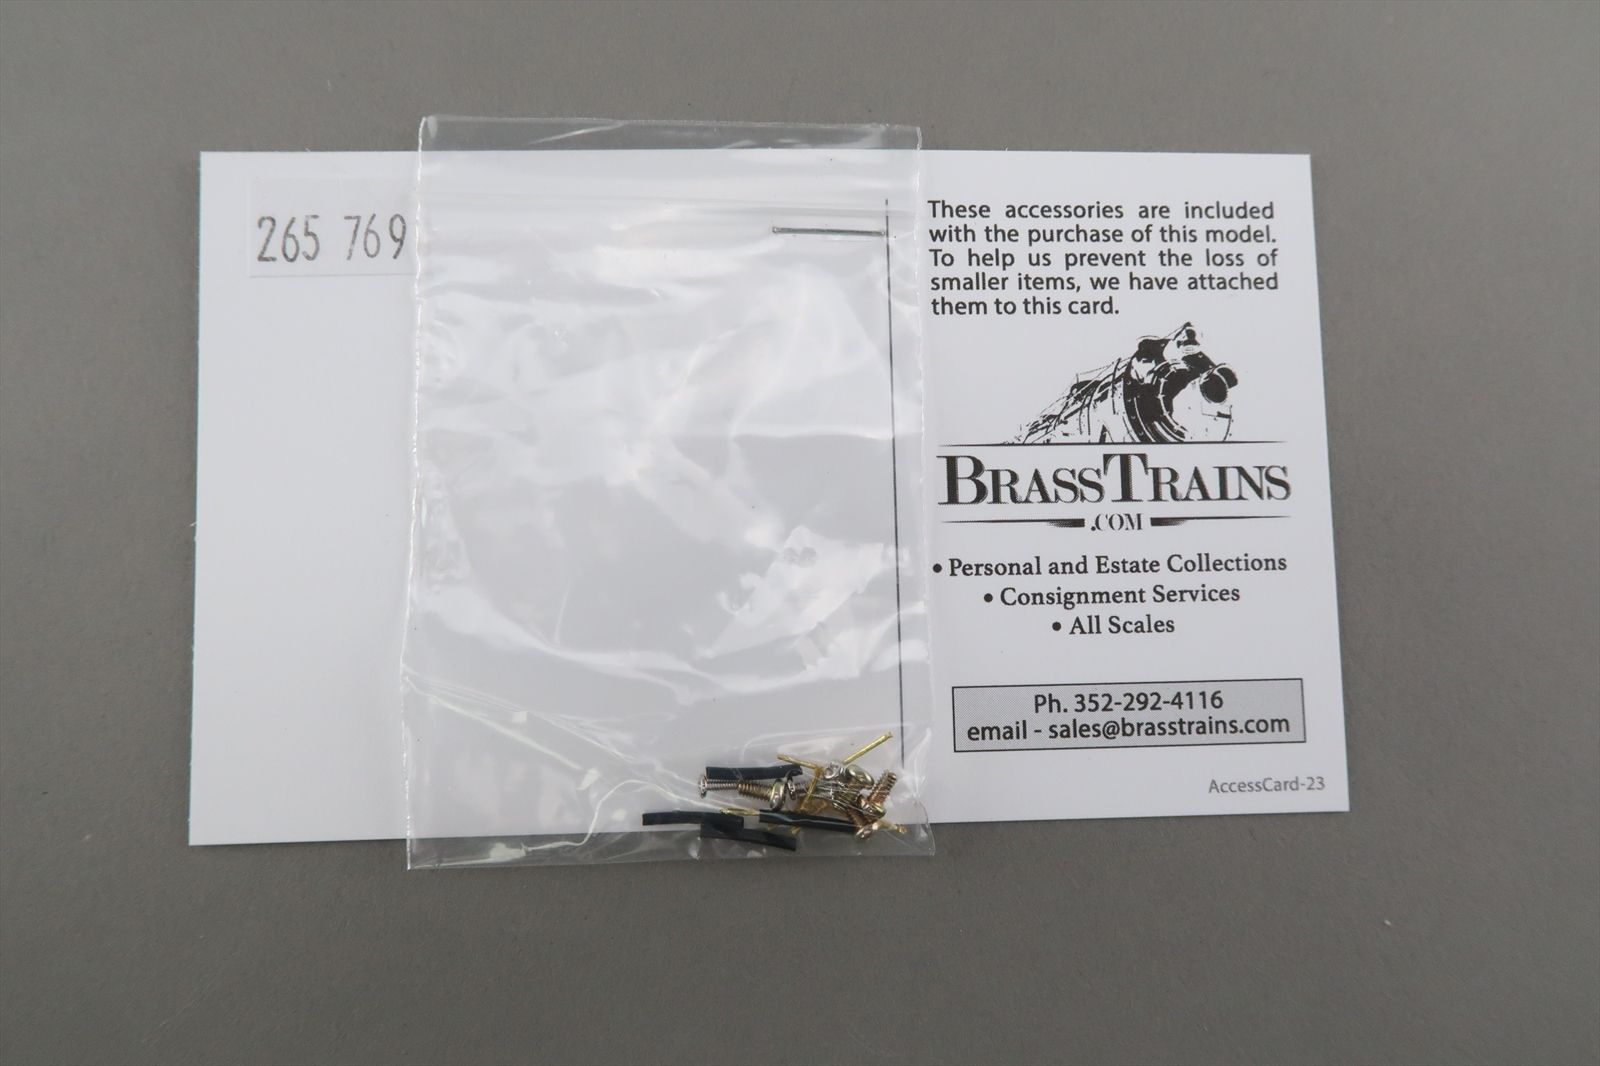 265 769
These accessories are included
with the purchase of this model.
To help us prevent the loss of
smaller items, we have attached
them to this card.
BRASSTRAINS
.COM
• Personal and Estate Collections
• Consignment Services
• All Scales
Ph. 352-292-4116
email - sales@brasstrains.com
AccessCard-23